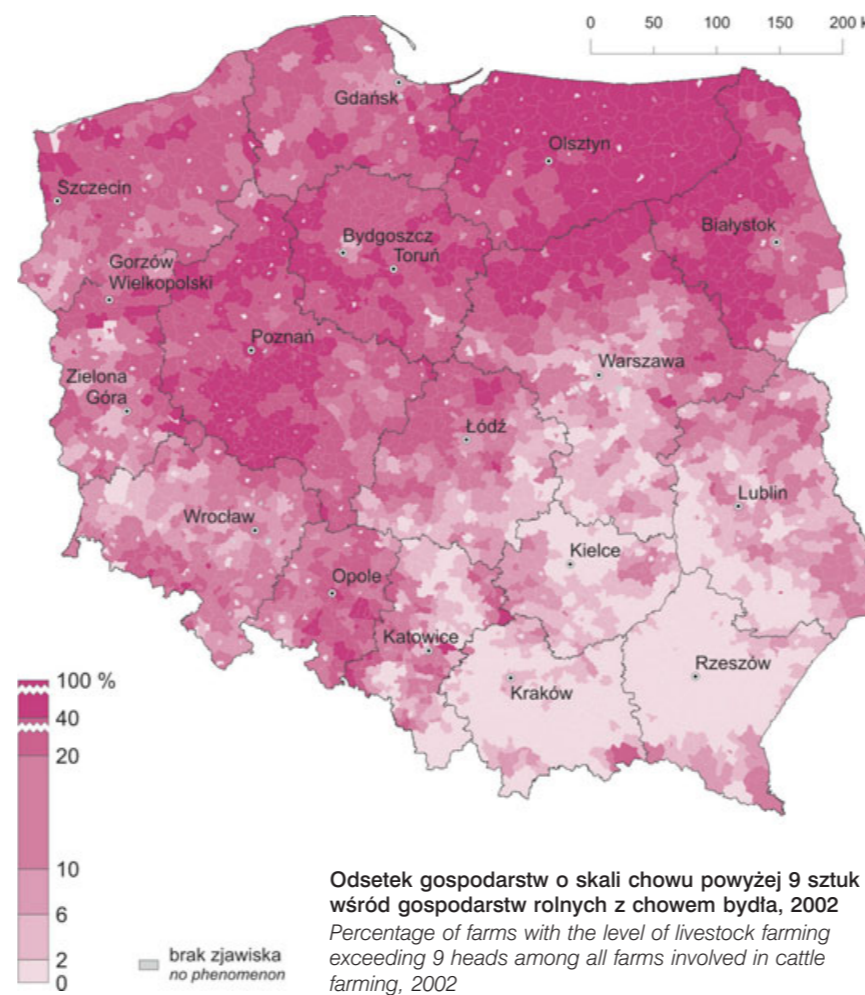 0 50 100 150 200 k
Gdańsk
Olsztyn
Szczecin
Białystok
Bydgoszcz
Toruń
Gorzów
Wielkopolski
Poznań
Warszawa
Zielona
Góra
Łódź
Lublin
Wrocław
Kielce
Opole
Katowice
Rzeszów
Kraków
100 %
40
20
10
6
2
0
brak zjawiska
no phenomenon
Odsetek gospodarstw o skali chowu powyżej 9 sztuk
wśród gospodarstw rolnych z chowem bydła, 2002
Percentage of farms with the level of livestock farming
exceeding 9 heads among all farms involved in cattle
farming, 2002